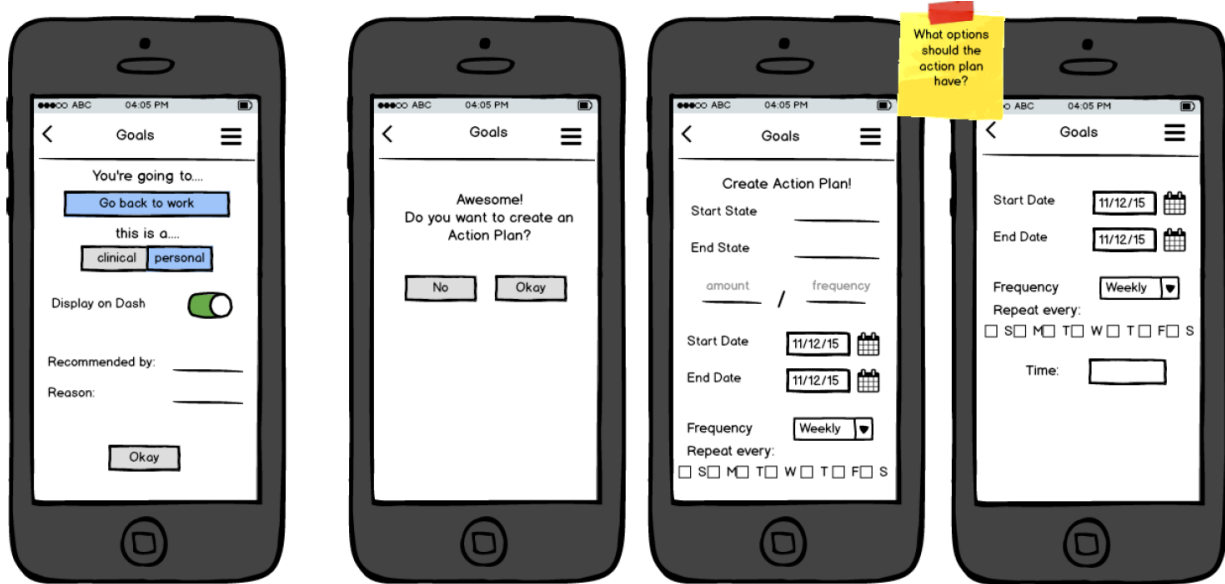 ABC 04:05 PM
Goals
You're going to....
Go back to work
this is a....
clinical personal
Display on Dash
Recommended by:
Reason:
Okay
ABC 04:05 PM
Goals
Awesome!
Do you want to create an
Action Plan?
No Okay
ABC 04:05 PM
Goals
Create Action Plan!
Start State
End State
amount / frequency
Start Date 11/12/15
End Date 11/12/15
Frequency Weekly
Repeat every:
S M T W T F S
What options
should the
action plan
have?
ABC 04:05 PM
Goals
Start Date 11/12/15
End Date 11/12/15
Frequency Weekly
Repeat every:
S M T W T F S
Time: